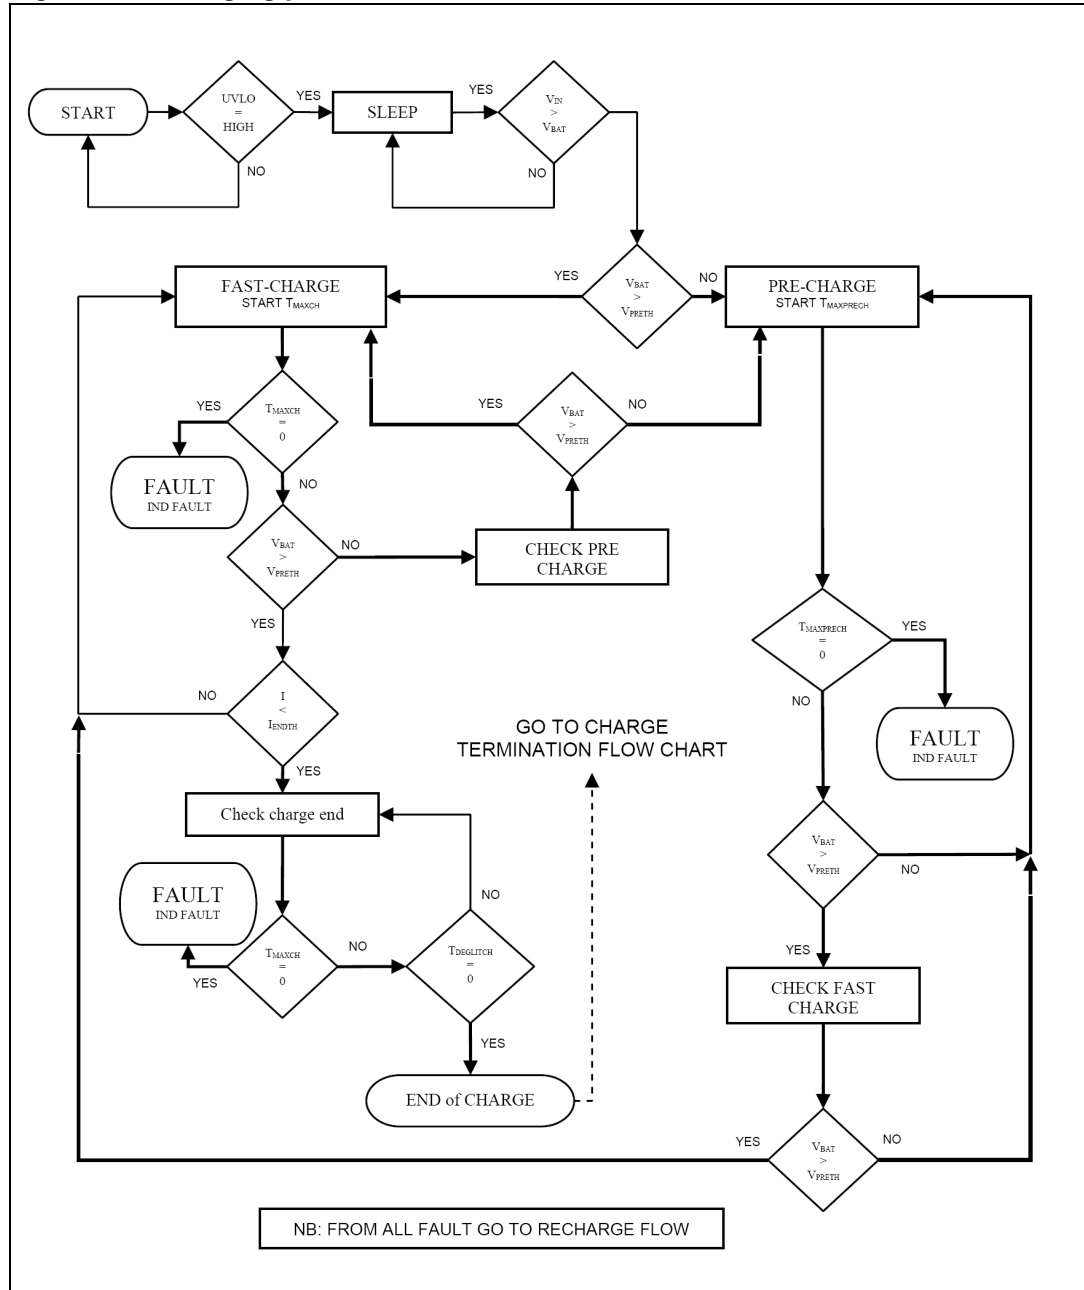 UVLO
=
HIGH
START
YES
NO
SLEEP
YES
VIN
>
VBAT
NO
FAST-CHARGE
START TMAXCH
YES
VBAT
>
VPRETH
NO
PRE-CHARGE
START TMAXPRECH
YES
TMAXCH
=
0
NO
YES
VBAT
>
VPRETH
NO
FAULT
IND FAULT
VBAT
>
VPRETH
NO
YES
CHECK PRE
CHARGE
TMAXPRECH
=
0
YES
NO
FAULT
IND FAULT
NO
I
<
IENDTH
YES
GO TO CHARGE
TERMINATION FLOW CHART
Check charge end
VBAT
>
VPRETH
NO
YES
FAULT
IND FAULT
TMAXCH
=
0
YES
NO
NO
TDEGLITCH
=
0
YES
CHECK FAST
CHARGE
END of CHARGE
YES
VBAT
>
VPRETH
NO
NB: FROM ALL FAULT GO TO RECHARGE FLOW